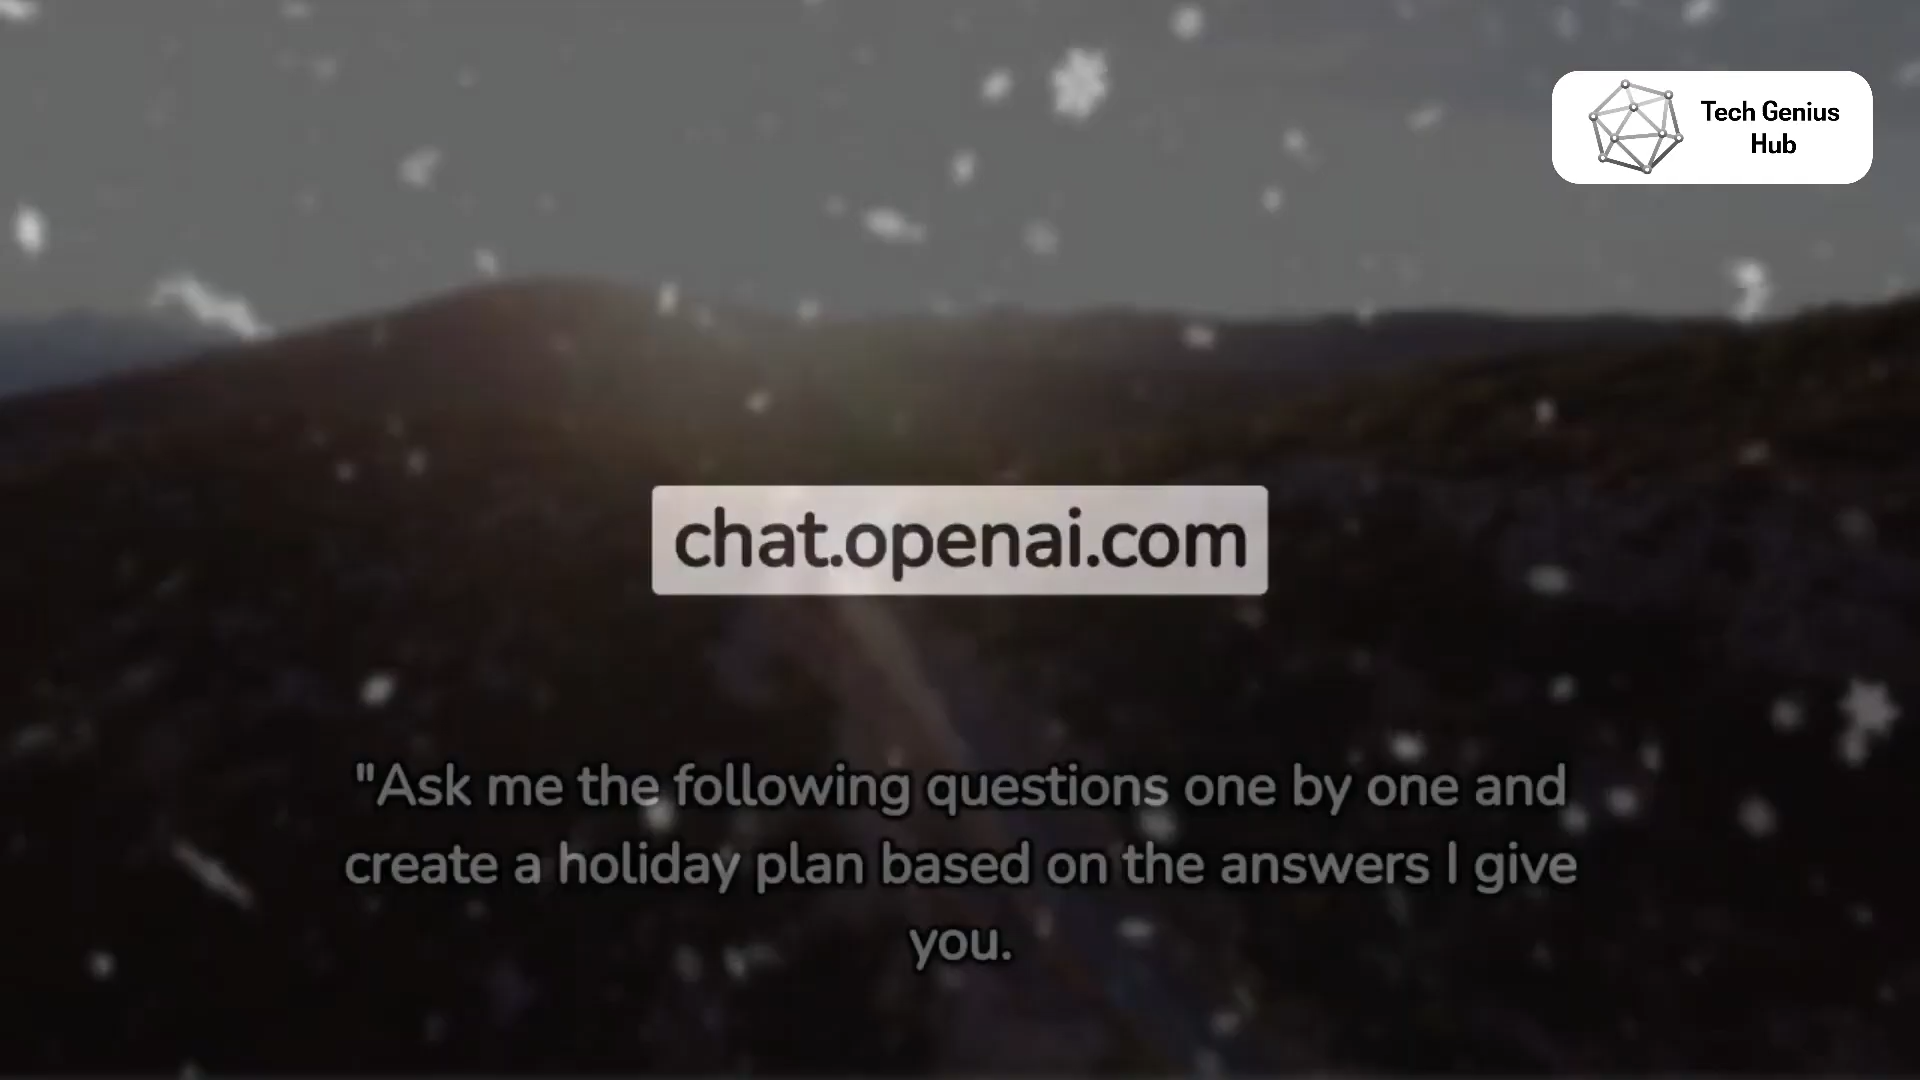 Tech Genius
Hub
chat.openai.com
"Ask me the following questions one by one and
create a holiday plan based on the answers I give
you.